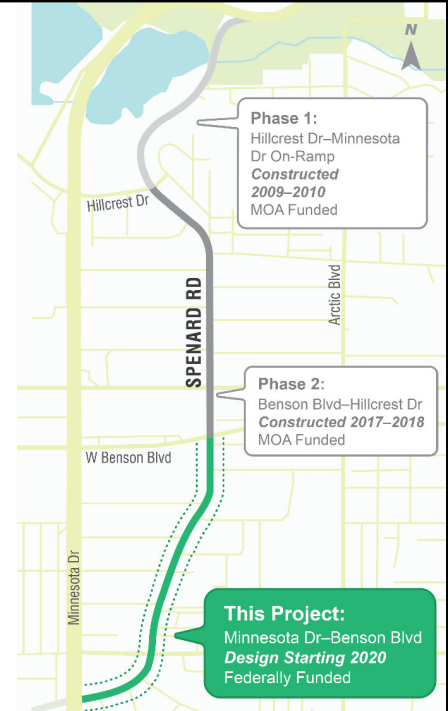 N
Phase 1:
Hillcrest Dr–Minnesota
Dr On-Ramp
Constructed
2009–2010
MOA Funded
Hillcrest Dr
SPENARD RD
Arctic Blvd
Phase 2:
Benson Blvd–Hillcrest Dr
Constructed 2017–2018
MOA Funded
W Benson Blvd
Minnesota Dr
This Project:
Minnesota Dr–Benson Blvd
Design Starting 2020
Federally Funded